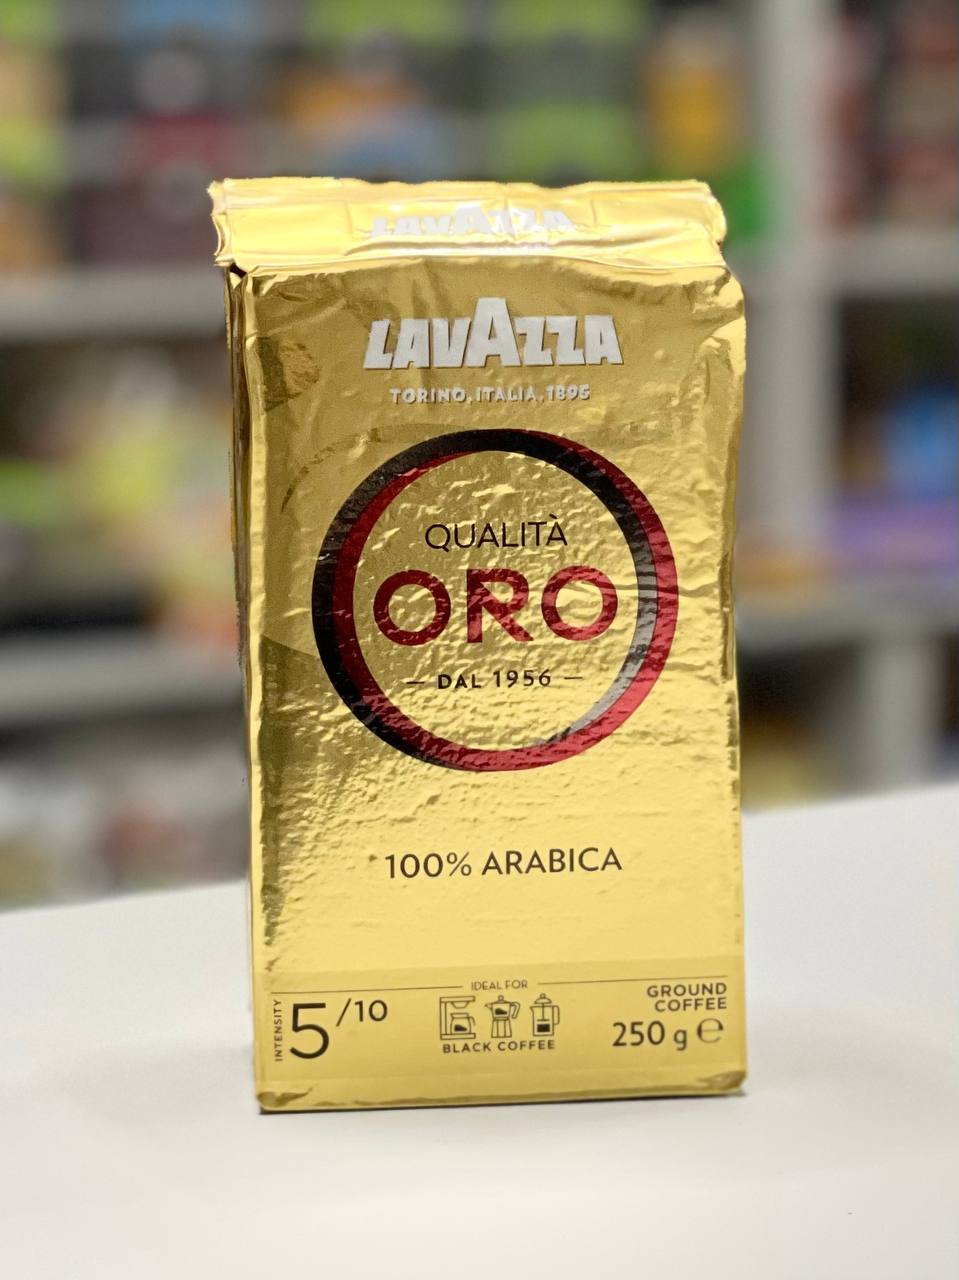 LAVAZZA
LAVAZZA
TORINO, ITALIA, 1895
QUALITÀ
ORO
— DAL 1956 —
100% ARABICA
INTENSITY
5/10
IDEAL FOR
BLACK COFFEE
GROUND
COFFEE
250 g ℮